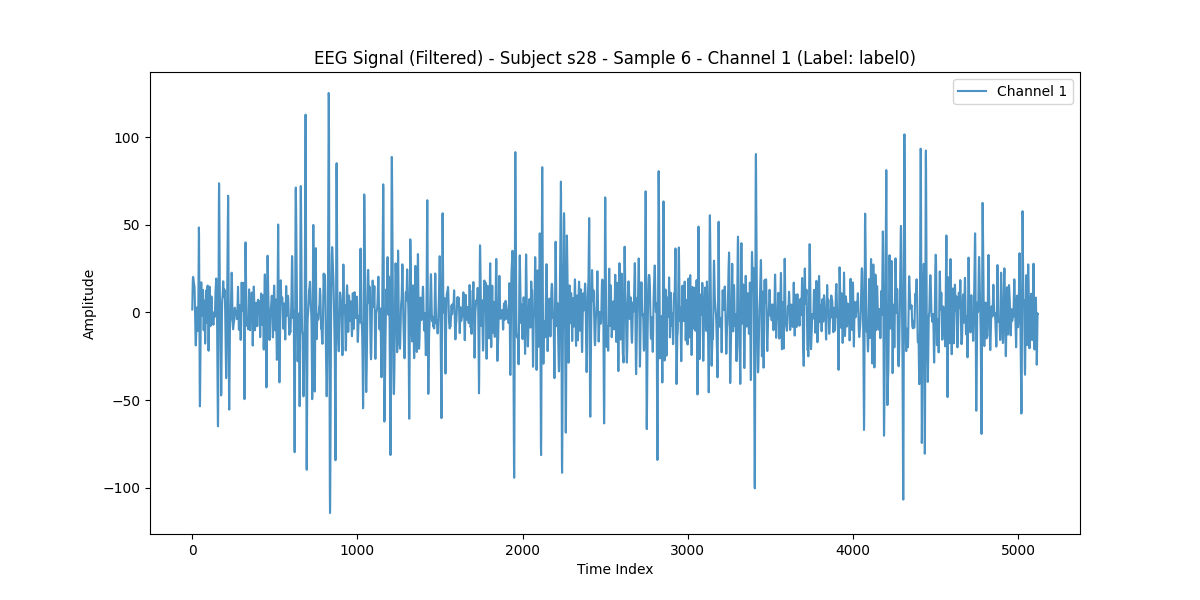 EEG Signal (Filtered) - Subject s28 - Sample 6 - Channel 1 (Label: label0)
Channel 1
100
50
0
−50
−100
Amplitude
0 1000 2000 3000 4000 5000
Time Index